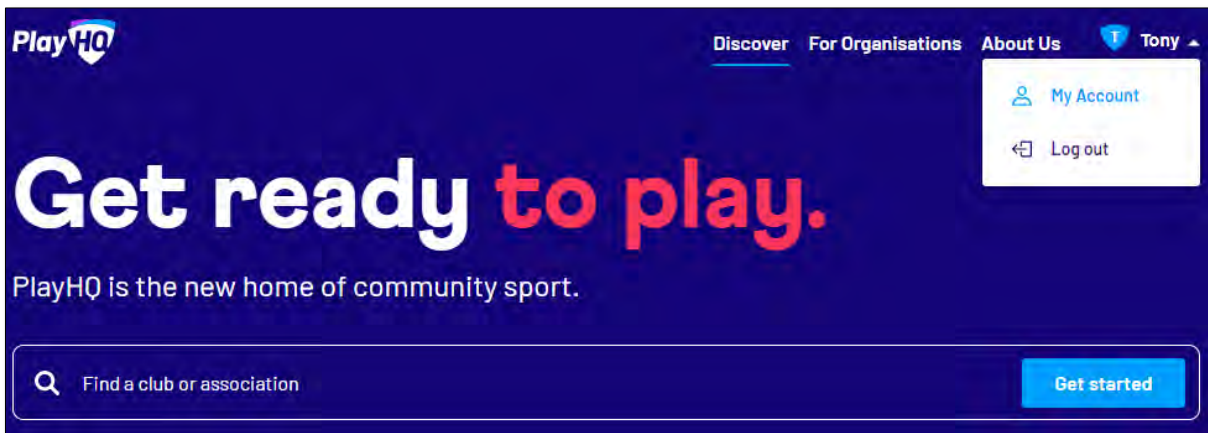 PlayHQ
Discover For Organisations About Us T Tony
My Account
Log out
Get ready to play.
PlayHQ is the new home of community sport.
Find a club or association
Get started